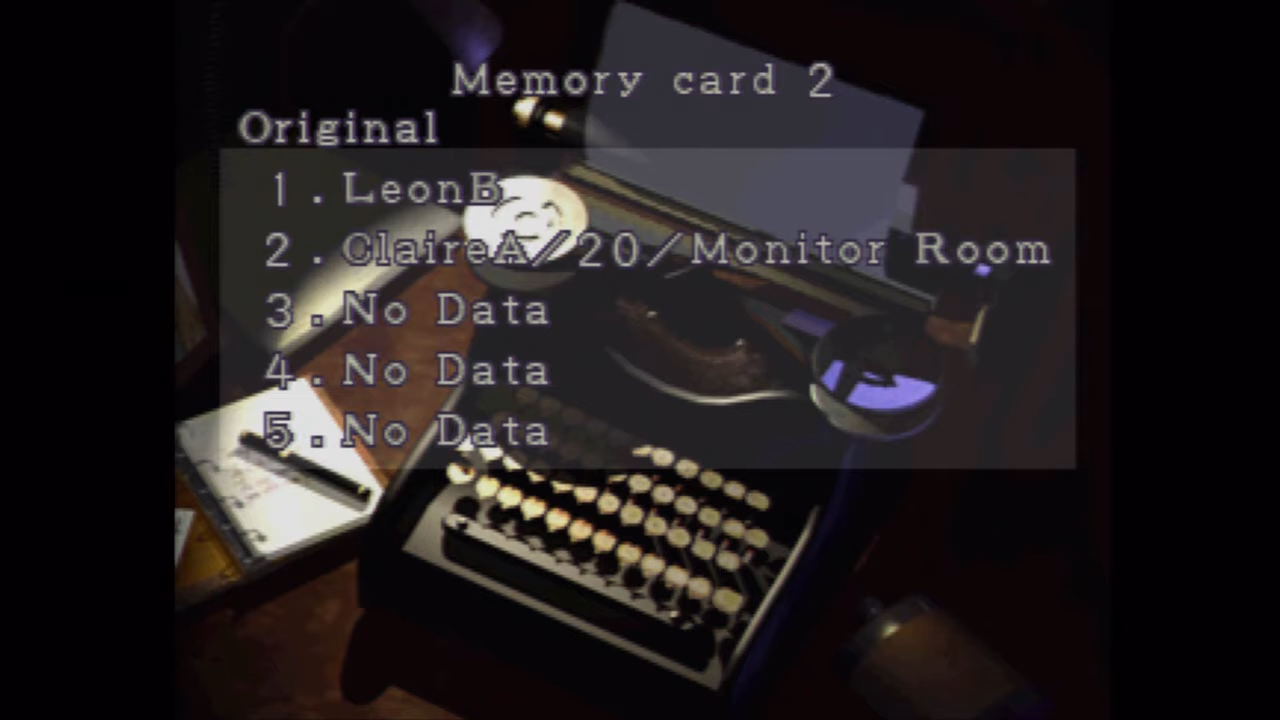 Memory card 2
Original
1. LeonB
2. ClaireA/20/Monitor Room
3. No Data
4. No Data
5. No Data